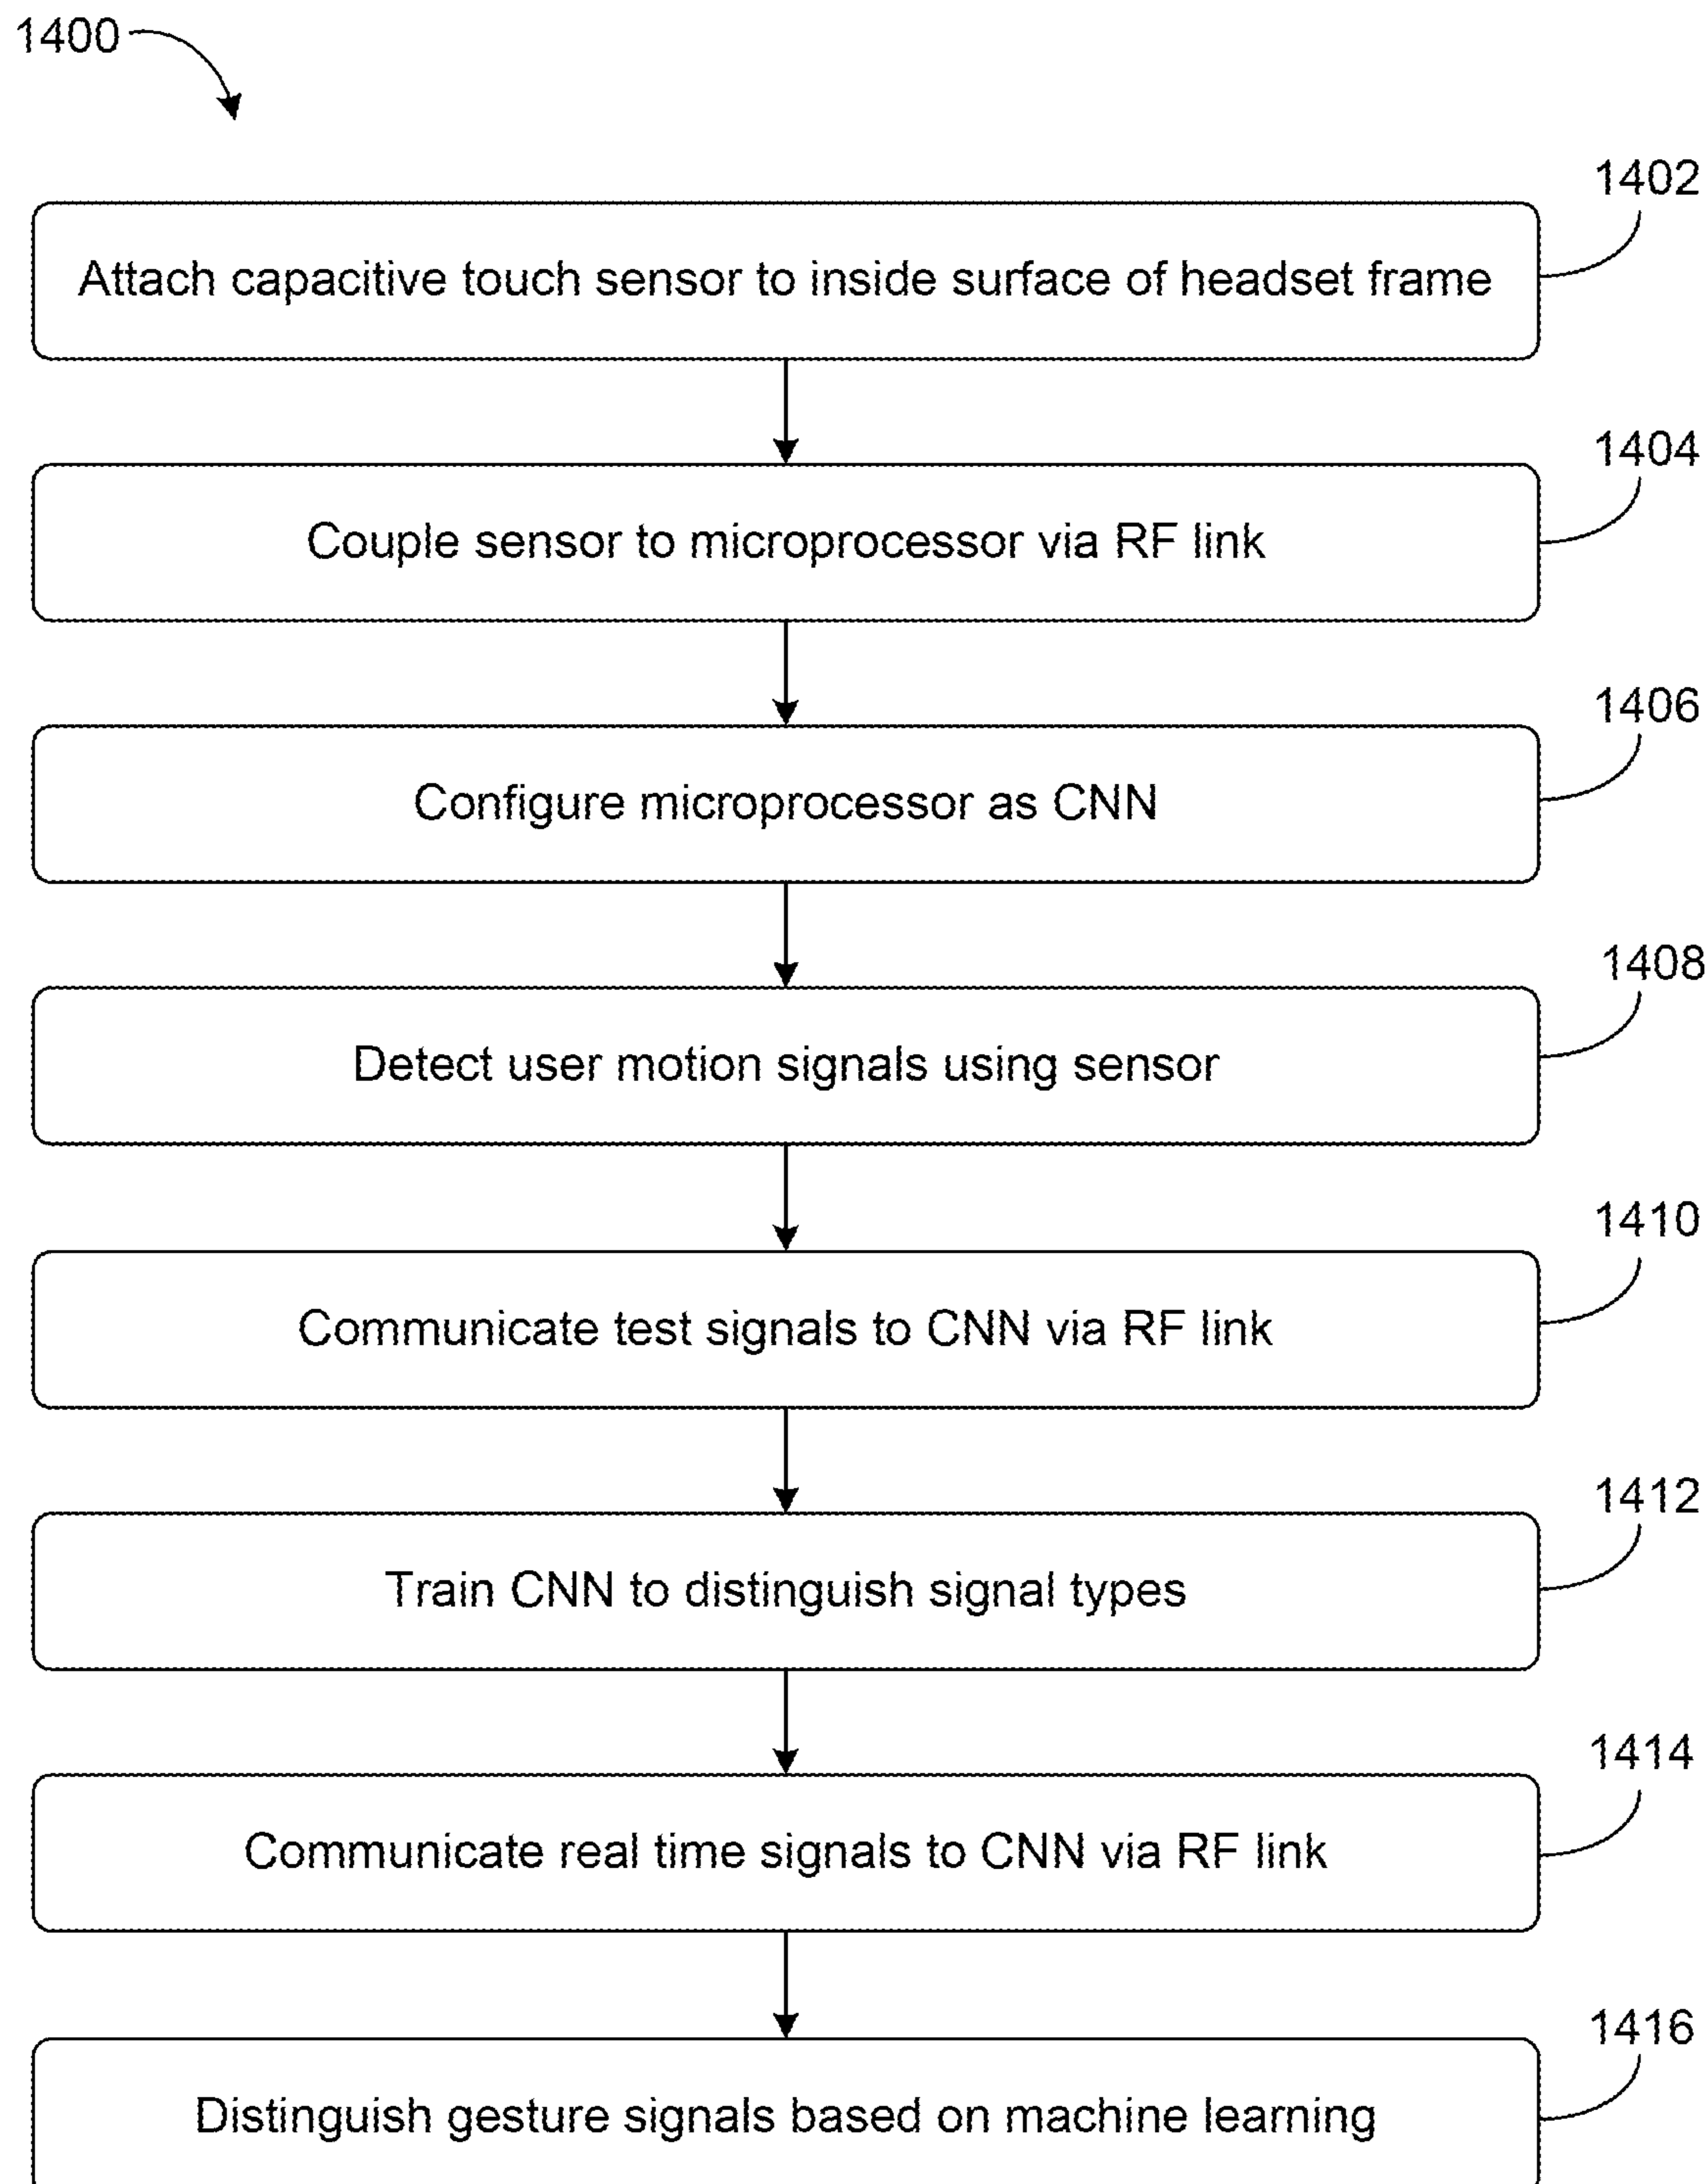 1400
1402
Attach capacitive touch sensor to inside surface of headset frame
1404
Couple sensor to microprocessor via RF link
1406
Configure microprocessor as CNN
1408
Detect user motion signals using sensor
1410
Communicate test signals to CNN via RF link
1412
Train CNN to distinguish signal types
1414
Communicate real time signals to CNN via RF link
1416
Distinguish gesture signals based on machine learning